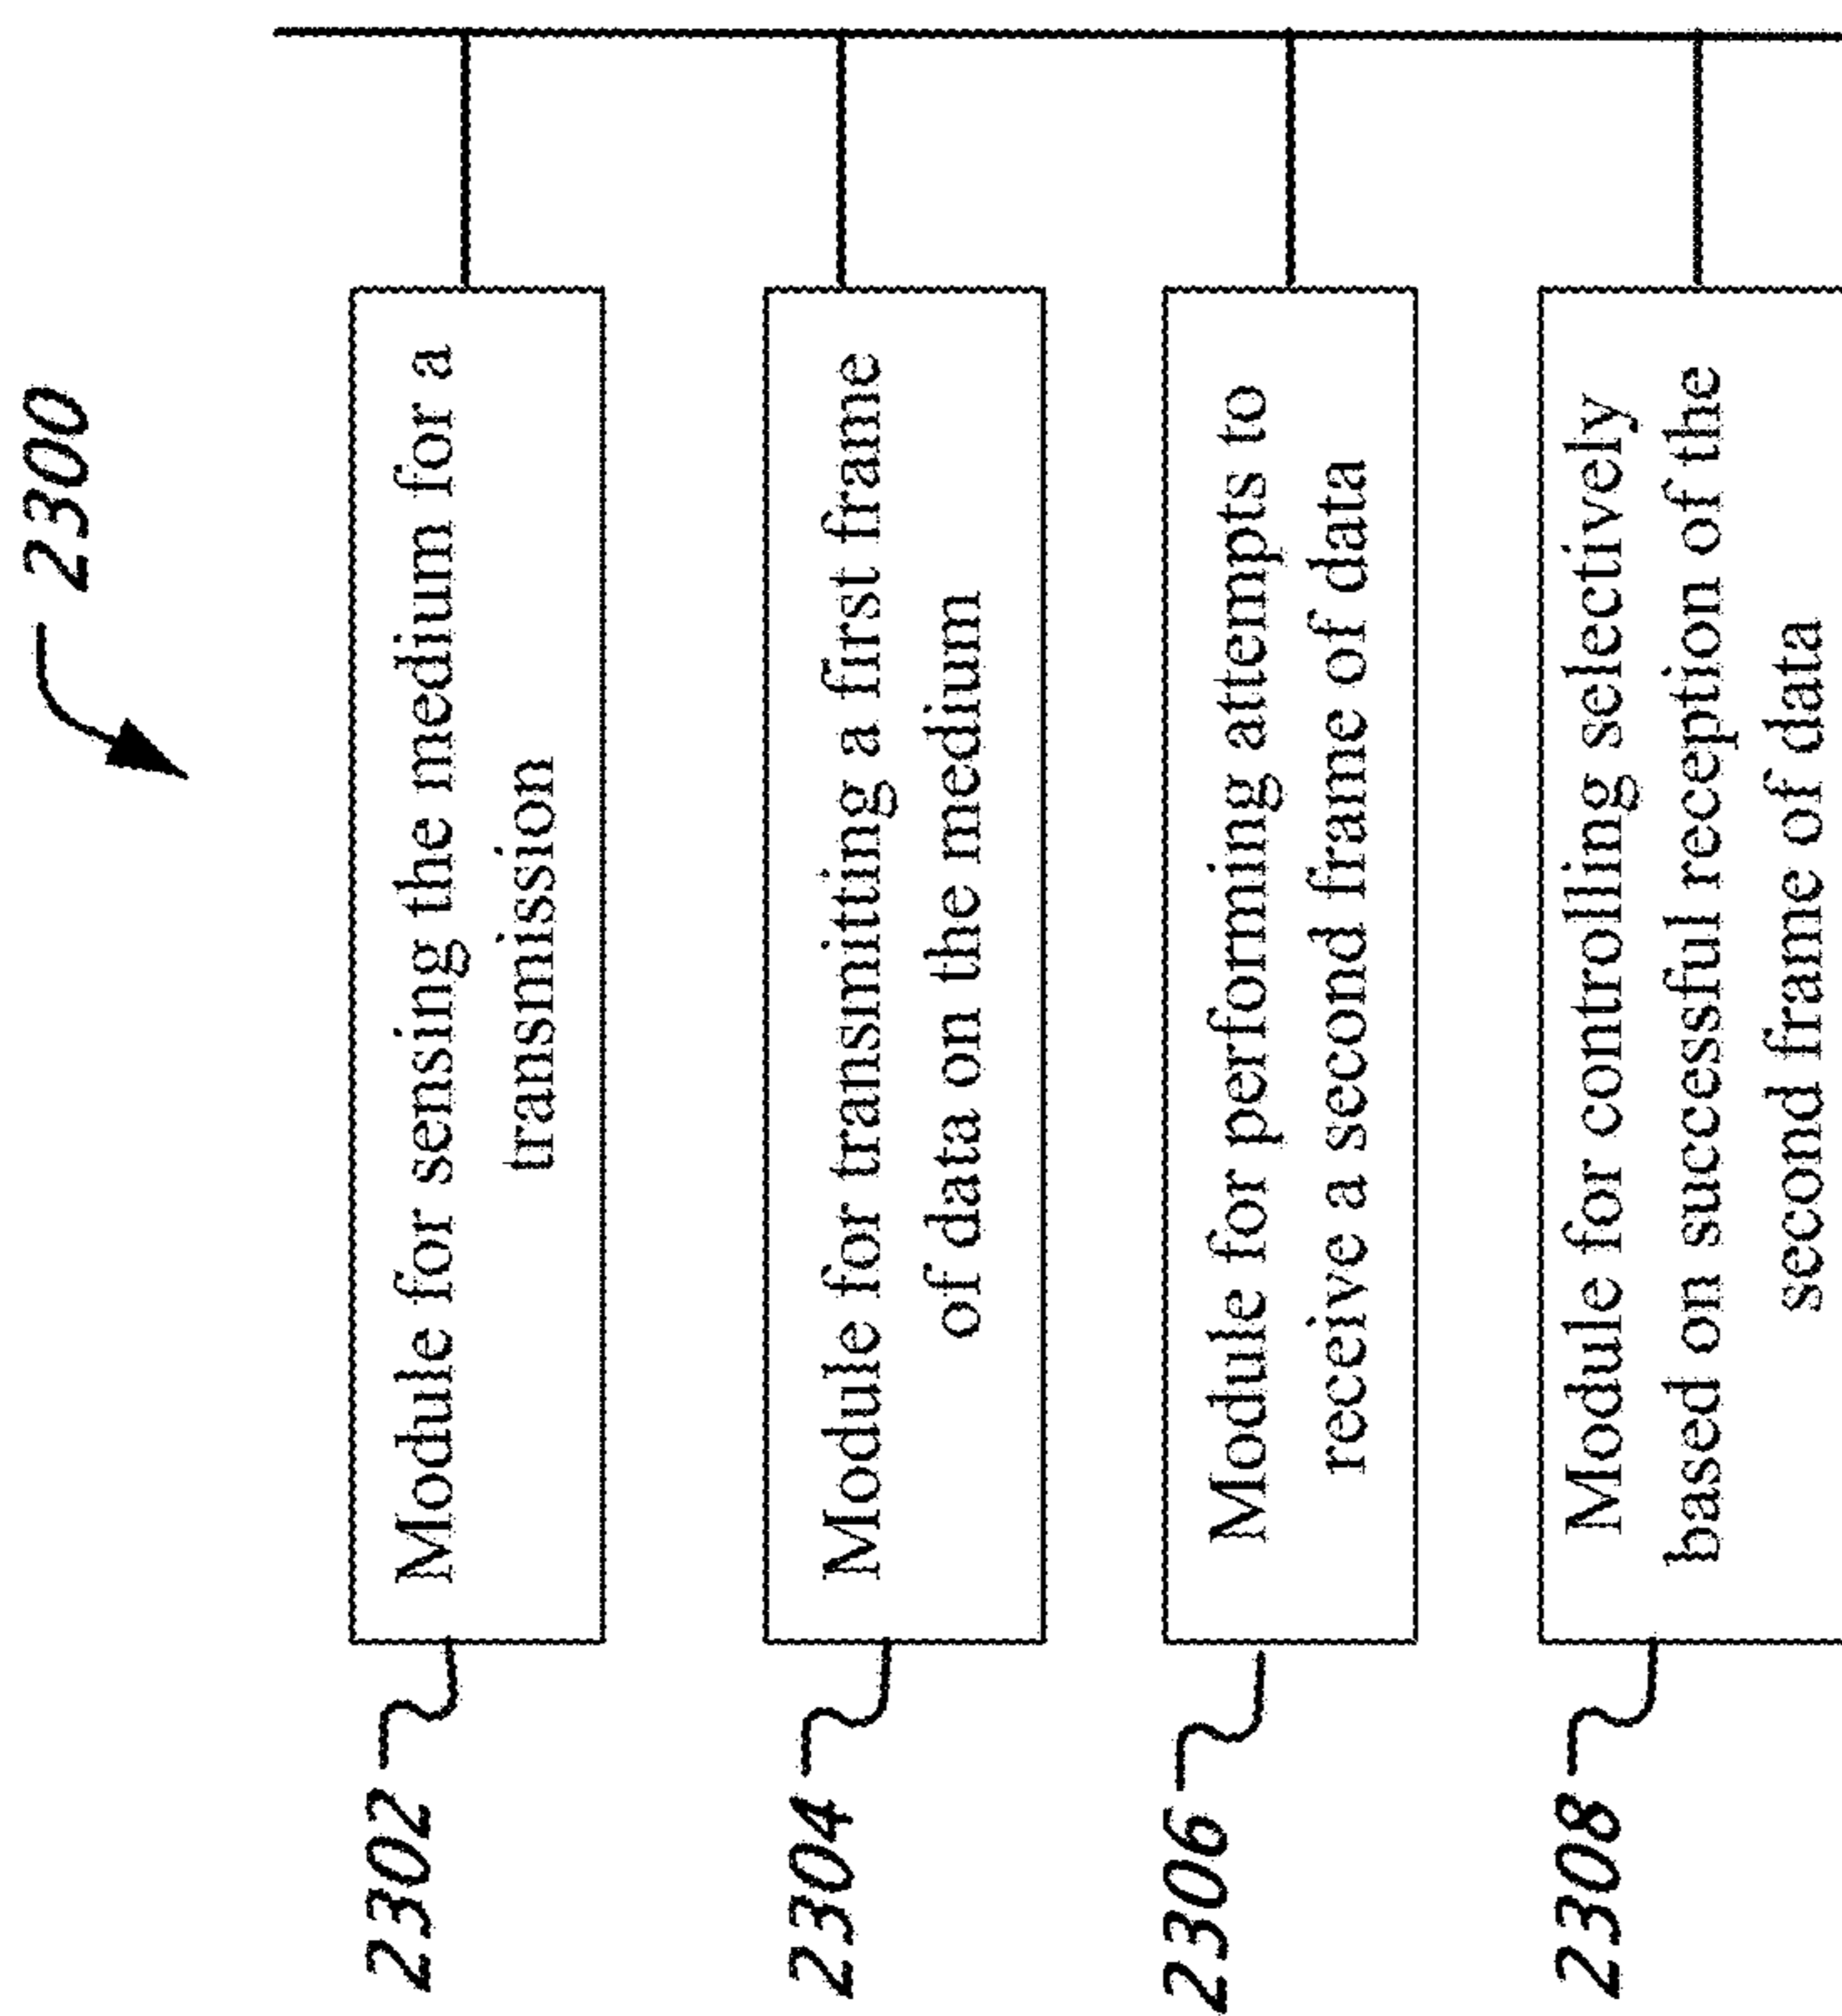 2300
2302
Module for sensing the medium for a
transmission
2304
Module for transmitting a first frame
of data on the medium
2306
Module for performing attempts to
receive a second frame of data
2308
Module for controlling selectively
based on successful reception of the
second frame of data